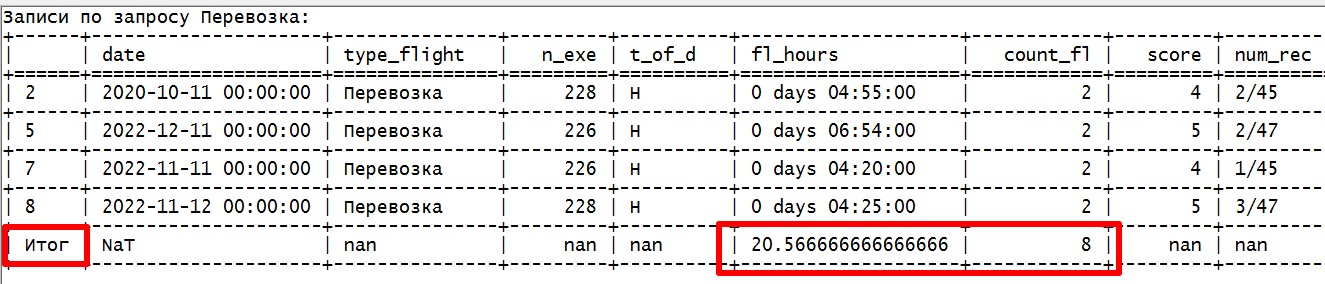 Записи по запросу Перевозка:
+------+---------------------+---------------+---------+----------+-------------------+-------------+---------+---------
|      | date                | type_flight   |   n_exe | t_of_d   | fl_hours          |    count_fl |   score | num_rec
+======+=====================+===============+=========+==========+===================+=============+=========+=========
| 2    | 2020-10-11 00:00:00 | Перевозка     |     228 | Н        | 0 days 04:55:00   |           2 |       4 | 2/45
+------+---------------------+---------------+---------+----------+-------------------+-------------+---------+---------
| 5    | 2022-12-11 00:00:00 | Перевозка     |     226 | Н        | 0 days 06:54:00   |           2 |       5 | 2/47
+------+---------------------+---------------+---------+----------+-------------------+-------------+---------+---------
| 7    | 2022-11-11 00:00:00 | Перевозка     |     226 | Н        | 0 days 04:20:00   |           2 |       4 | 1/45
+------+---------------------+---------------+---------+----------+-------------------+-------------+---------+---------
| 8    | 2022-11-12 00:00:00 | Перевозка     |     228 | Н        | 0 days 04:25:00   |           2 |       5 | 3/47
+------+---------------------+---------------+---------+----------+-------------------+-------------+---------+---------
| Итог | NaT                 | nan           |     nan | nan      | 20.566666666666666 |           8 |     nan | nan
+------+---------------------+---------------+---------+----------+-------------------+-------------+---------+---------